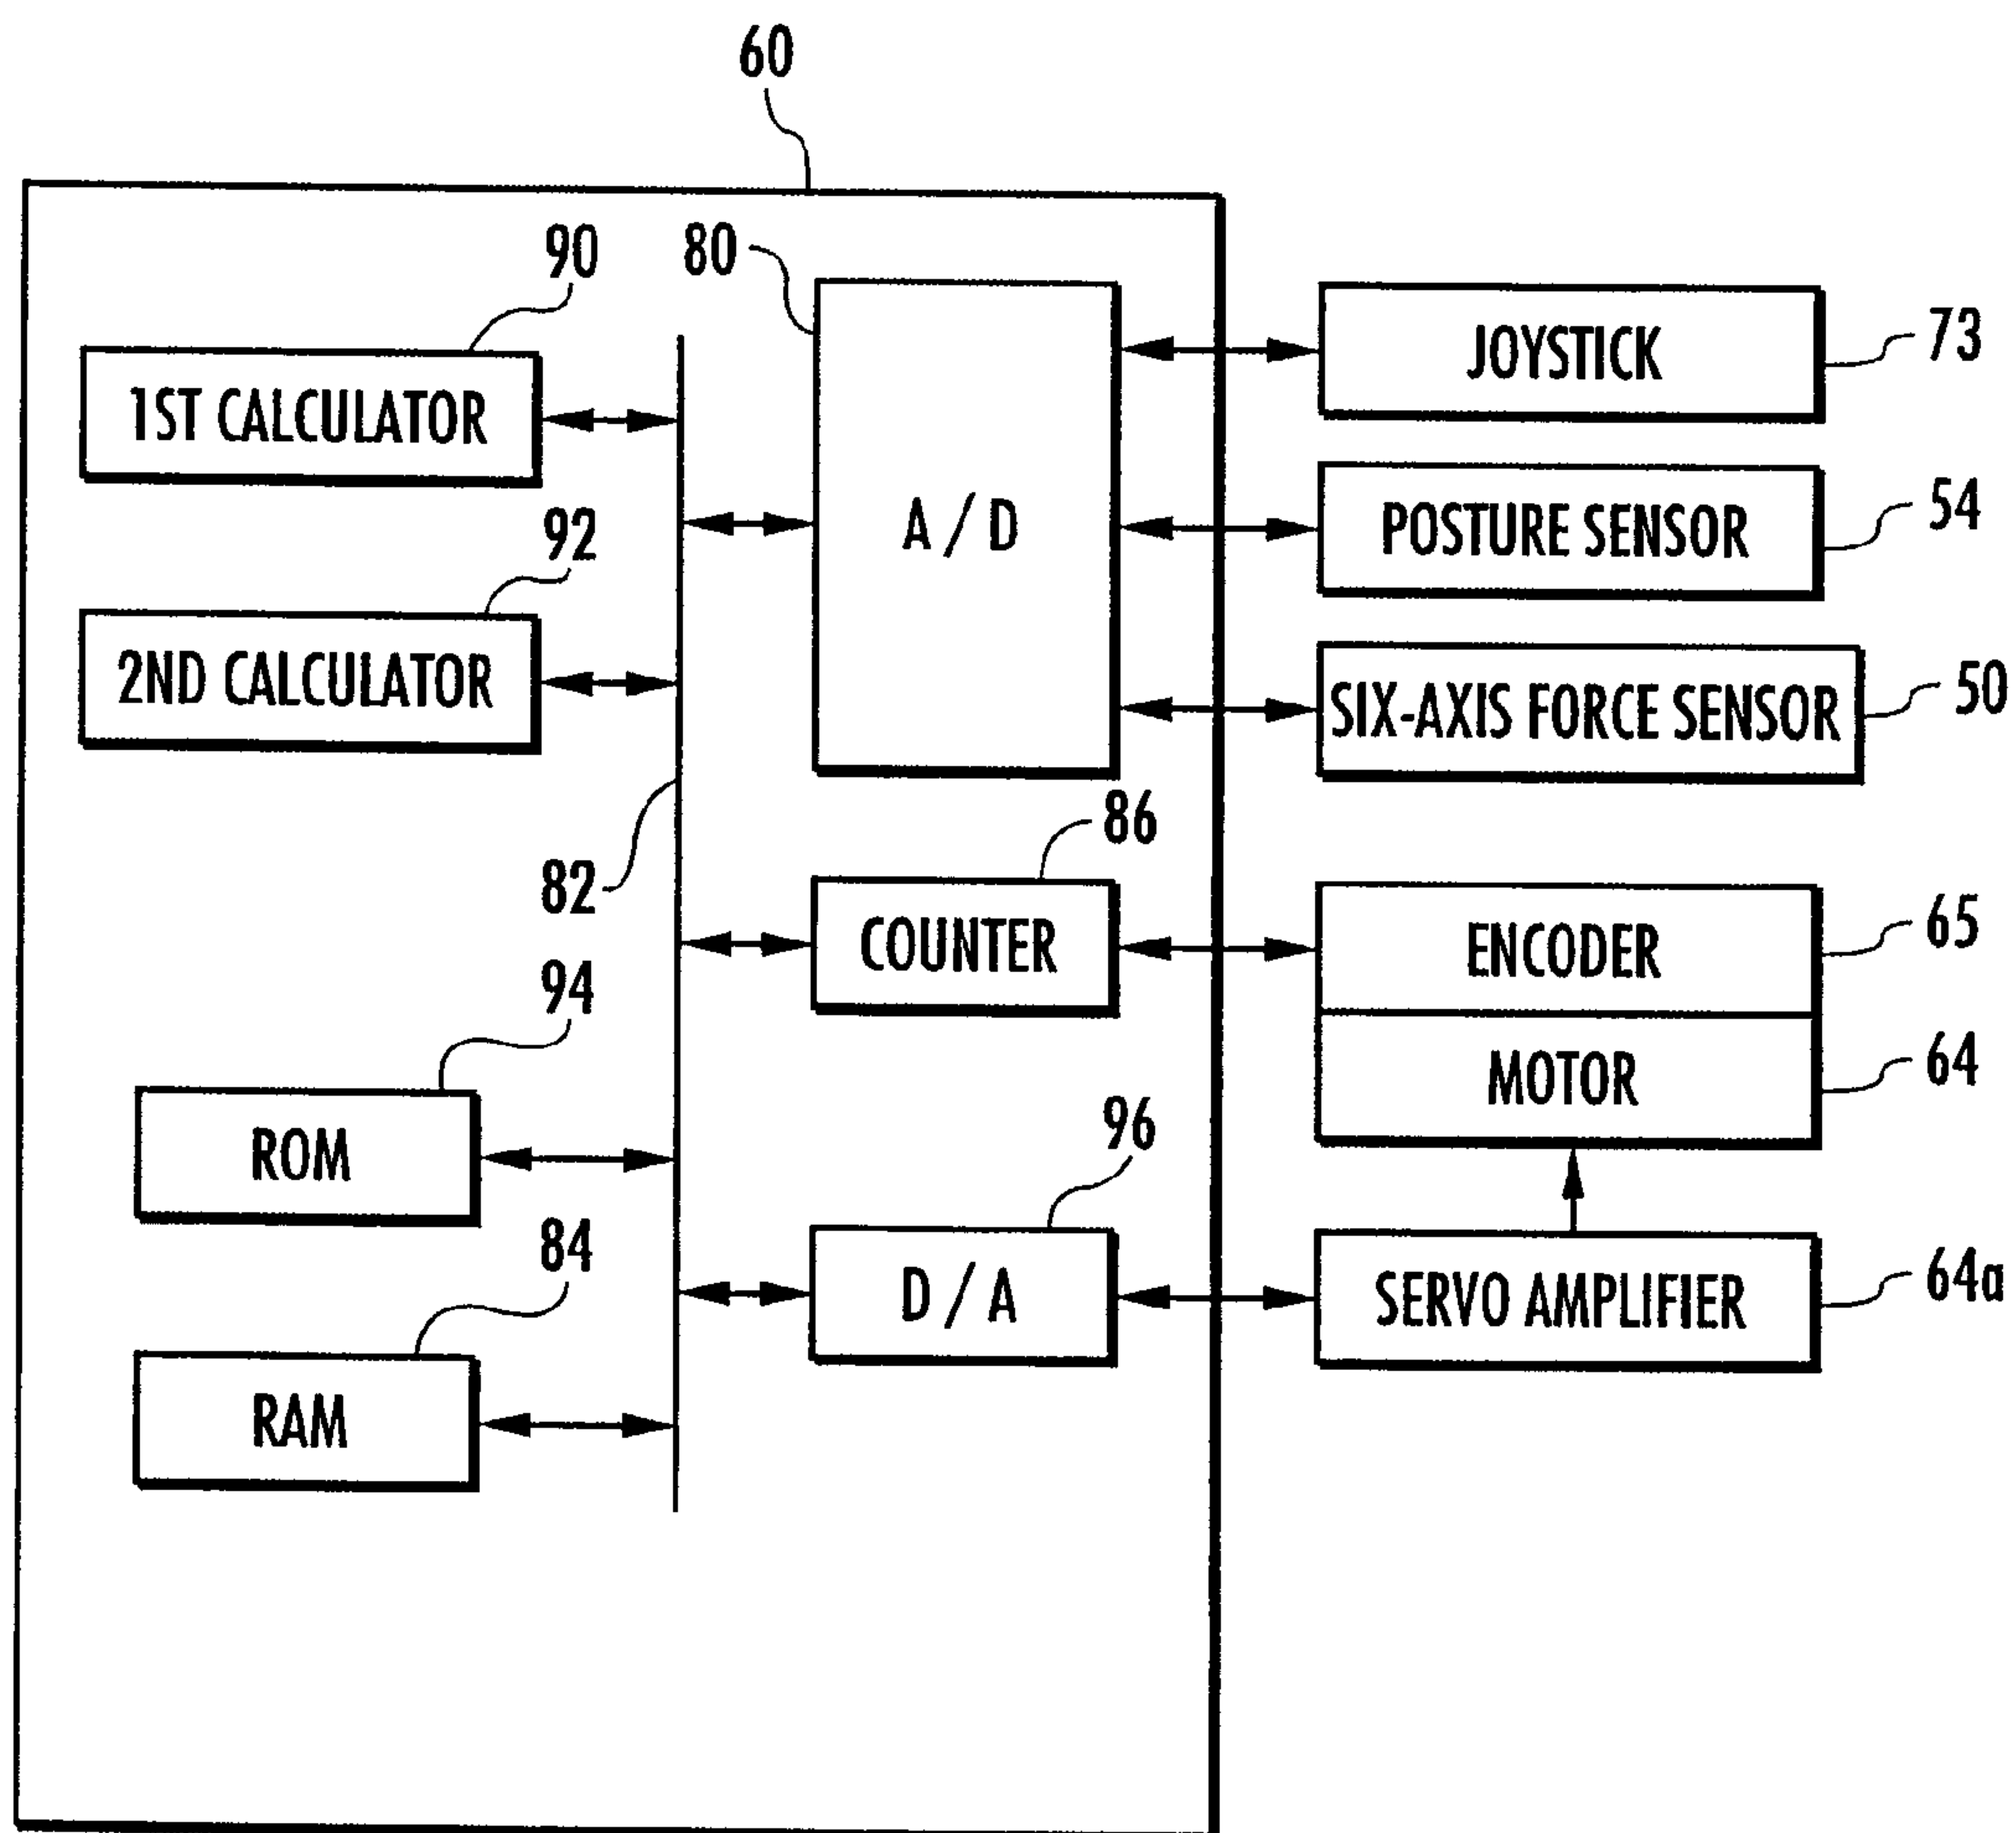 60
90
80
1ST CALCULATOR
A/D
JOYSTICK
73
POSTURE SENSOR
54
92
2ND CALCULATOR
SIX-AXIS FORCE SENSOR
50
82
86
COUNTER
ENCODER
65
94
MOTOR
64
ROM
96
84
D/A
SERVO AMPLIFIER
64a
RAM